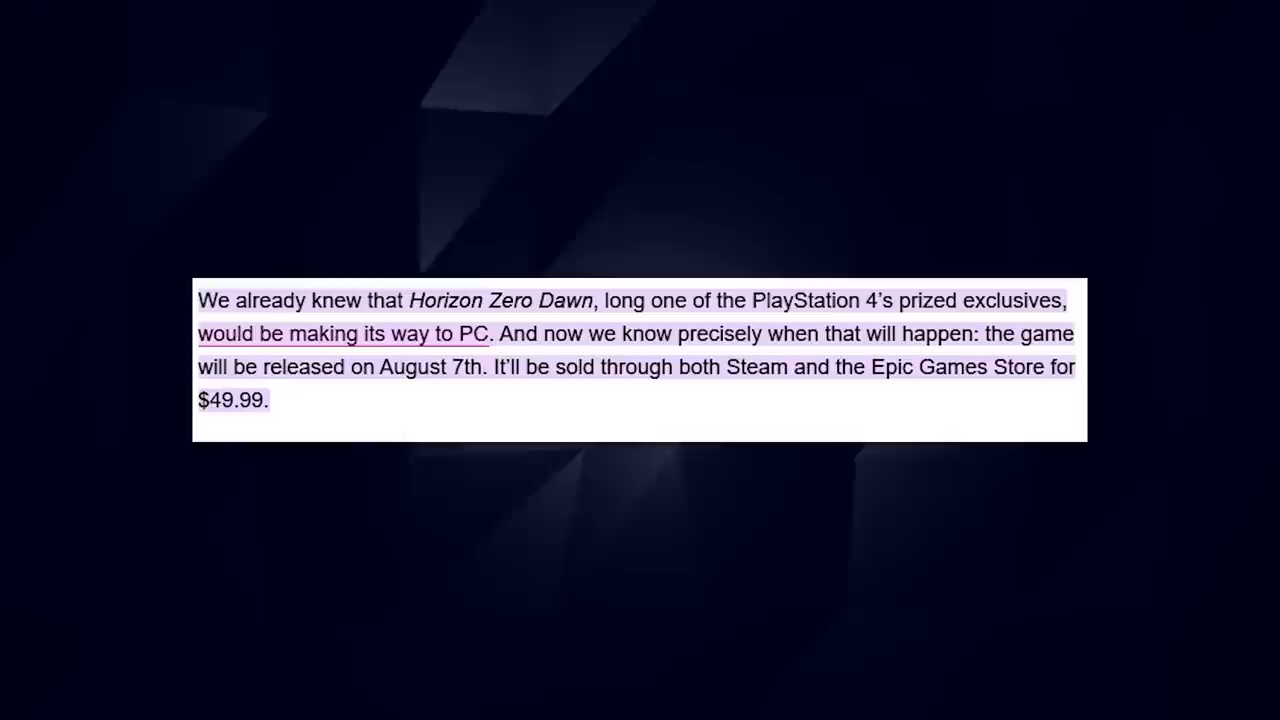 We already knew that Horizon Zero Dawn, long one of the PlayStation 4’s prized exclusives,
would be making its way to PC. And now we know precisely when that will happen: the game
will be released on August 7th. It’ll be sold through both Steam and the Epic Games Store for
$49.99.